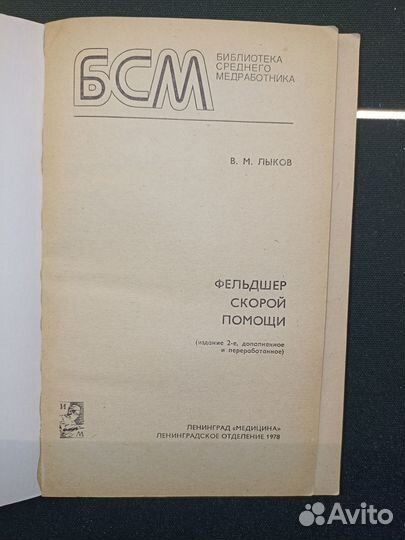 БСМ
БИБЛИОТЕКА
СРЕДНЕГО
МЕДРАБОТНИКА
В. М. ЛЫКОВ
ФЕЛЬДШЕР
СКОРОЙ
ПОМОЩИ
(издание 2-е, дополненное
и переработанное)
И
М
ЛЕНИНГРАД «МЕДИЦИНА»
ЛЕНИНГРАДСКОЕ ОТДЕЛЕНИЕ 1978
Avito